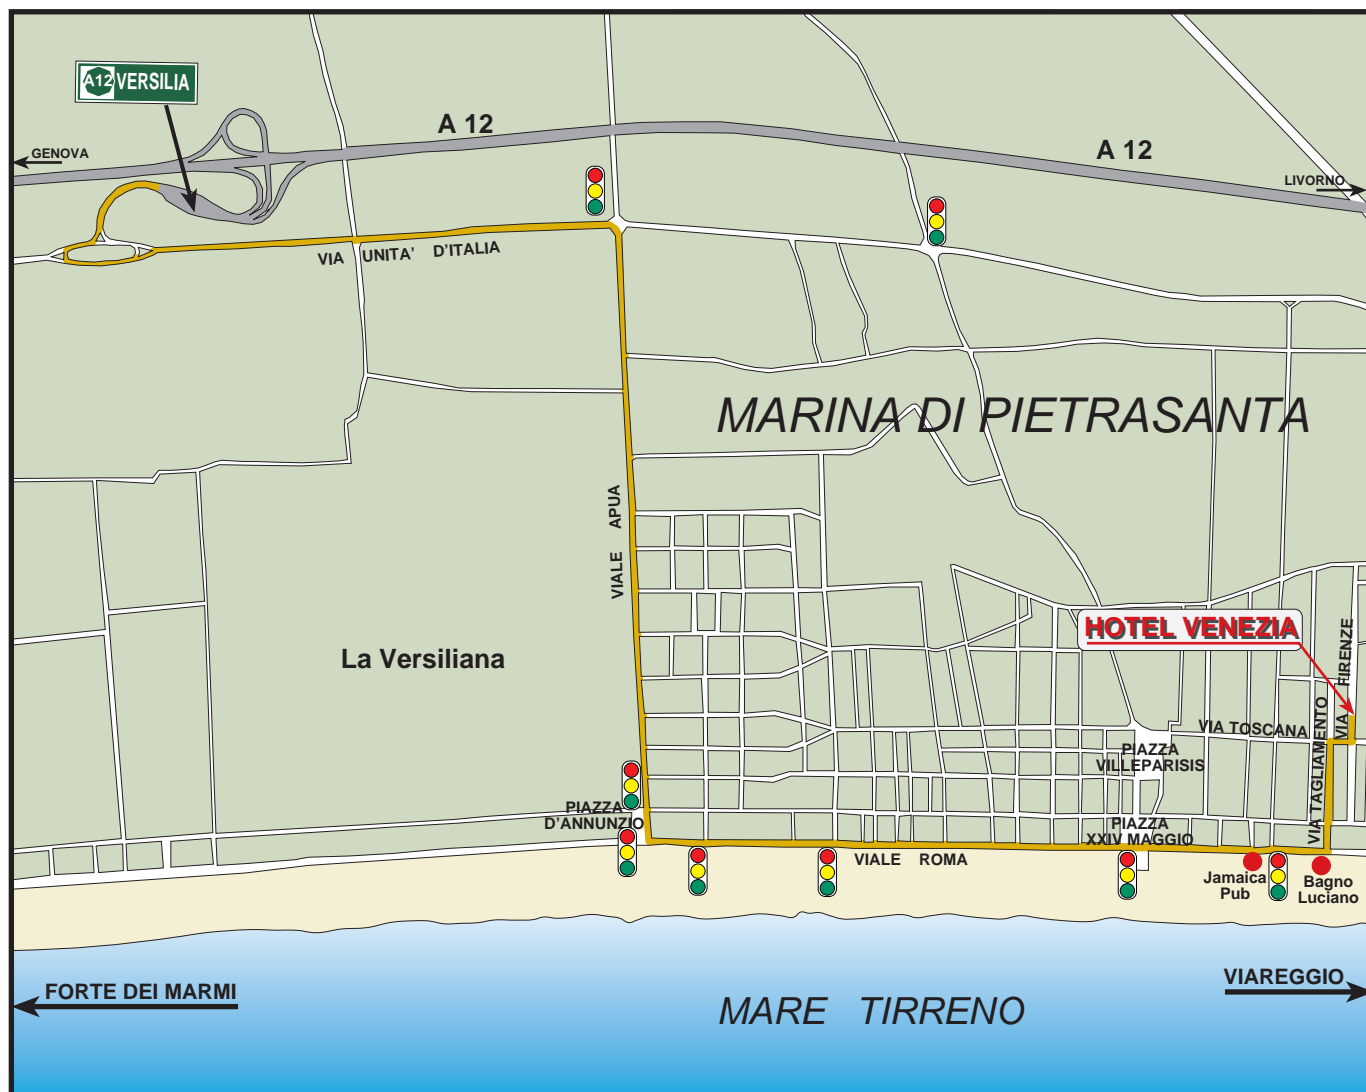 A12 VERSILIA
A 12
A 12
GENOVA
LIVORNO
VIA UNITA' D'ITALIA
MARINA DI PIETRASANTA
VIALE APUA
La Versiliana
HOTEL VENEZIA
VIA FIRENZE
VIA TOSCANA
VIA TAGLIAMENTO
PIAZZA
VILLEPARISIS
PIAZZA
D'ANNUNZIO
PIAZZA
XXIV MAGGIO
VIALE ROMA
Jamaica
Pub
Bagno
Luciano
FORTE DEI MARMI
VIAREGGIO
MARE TIRRENO